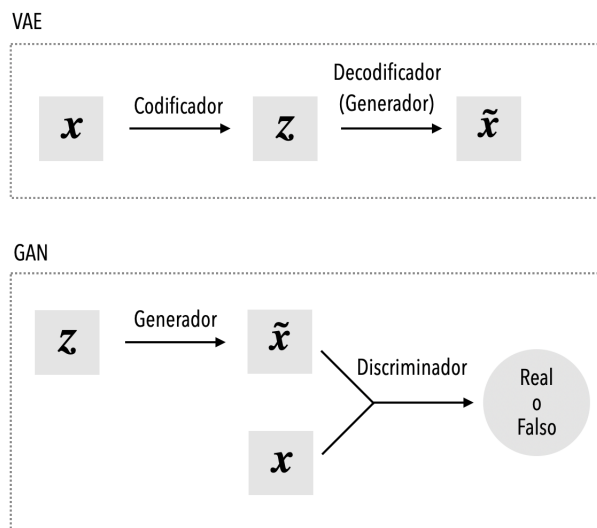 VAE
x
Codificador
z
Decodificador
(Generador)
x̃
GAN
z
Generador
x̃
Discriminador
x
Real
o
Falso